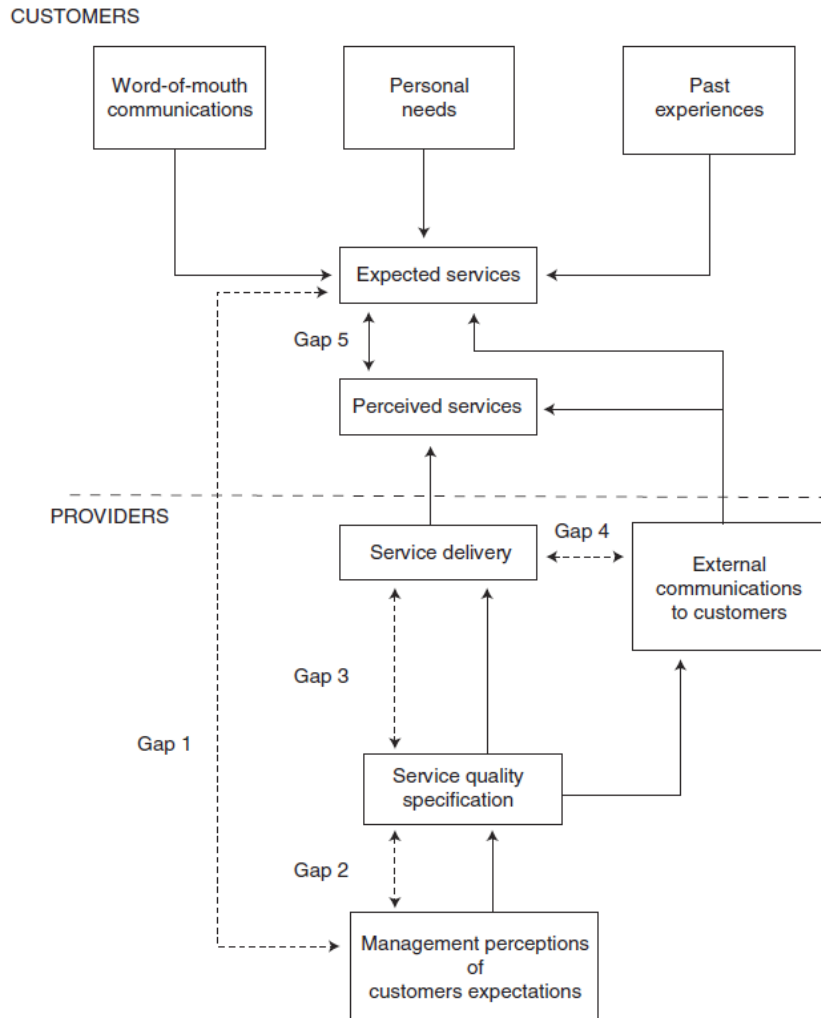 CUSTOMERS
Word-of-mouth
communications
Personal
needs
Past
experiences
Expected services
Gap 5
Perceived services
PROVIDERS
Service delivery
Gap 4
External
communications
to customers
Gap 3
Gap 1
Service quality
specification
Gap 2
Management perceptions
of
customers expectations